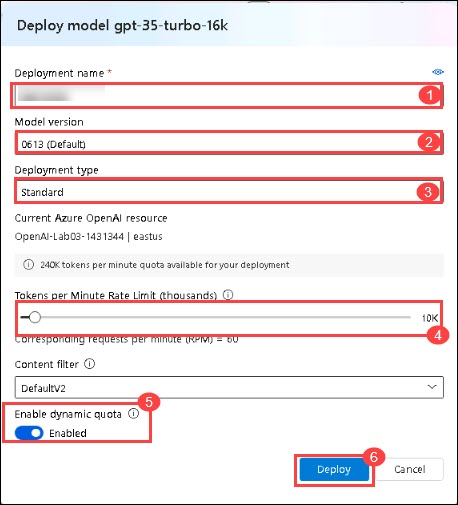 Deploy model gpt-35-turbo-16k
Deployment name *
1
Model version
0613 (Default)
2
Deployment type
Standard
3
Current Azure OpenAI resource
OpenAI-Lab03-1431344 | eastus
240K tokens per minute quota available for your deployment
Tokens per Minute Rate Limit (thousands)
10K
4
Corresponding requests per minute (RPM) = 60
Content filter
DefaultV2
Enable dynamic quota
5
Enabled
6
Deploy
Cancel